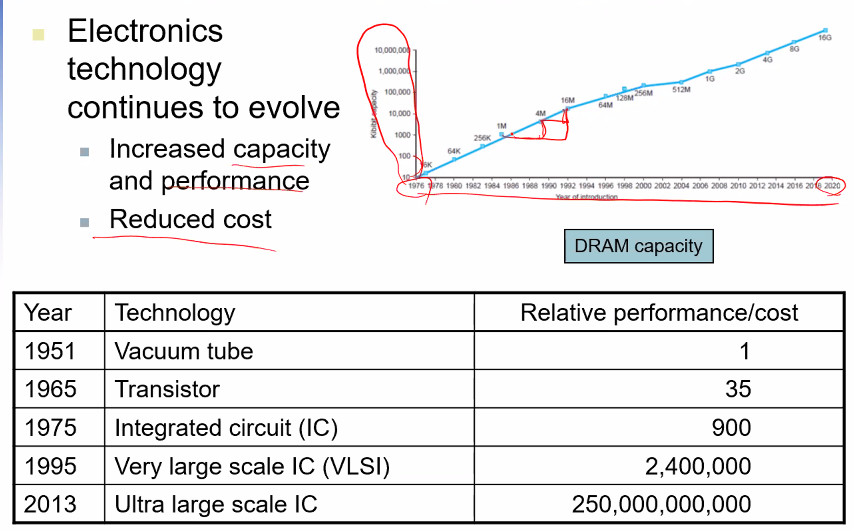 Electronics
technology
continues to evolve
Increased capacity
and performance
Reduced cost
Kibibit capacity
10,000,000
1,000,000
100,000
10,000
1000
100
10
6K
64K
256K
1M
4M
16M
64M
128M
256M
512M
1G
2G
4G
8G
16G
1976 1978 1980 1982 1984 1986 1988 1990 1992 1994 1996 1998 2000 2002 2004 2006 2008 2010 2012 2014 2016 2018 2020
Year of introduction
DRAM capacity
Year Technology Relative performance/cost
1951 Vacuum tube 1
1965 Transistor 35
1975 Integrated circuit (IC) 900
1995 Very large scale IC (VLSI) 2,400,000
2013 Ultra large scale IC 250,000,000,000